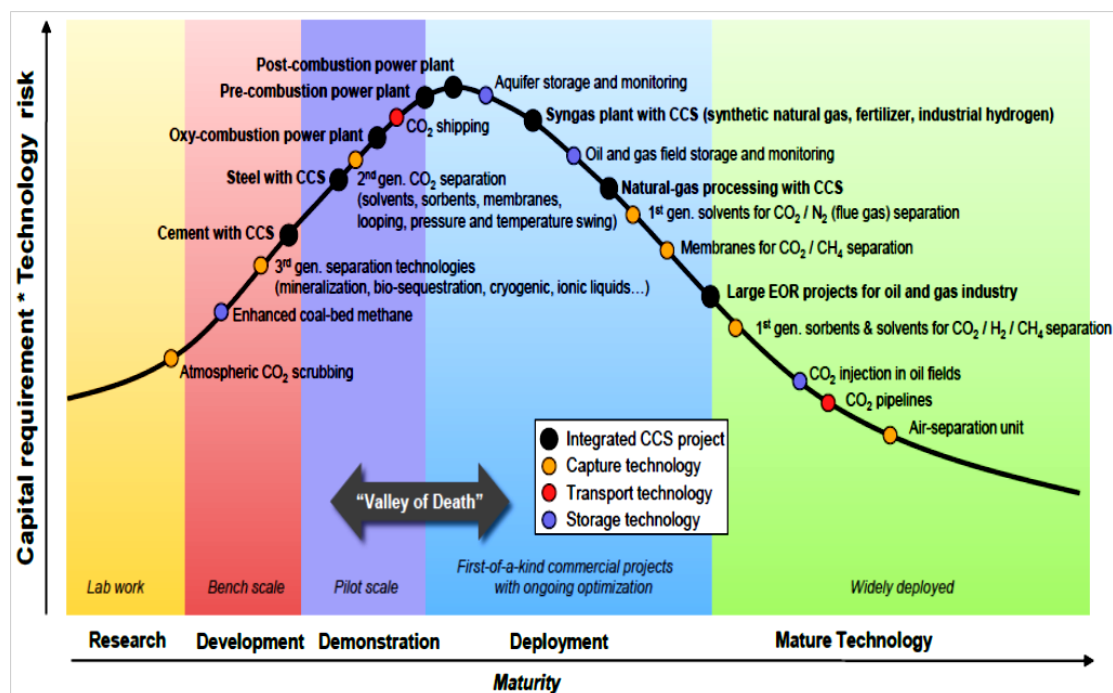 Capital requirement * Technology risk
Post-combustion power plant
Pre-combustion power plant
Aquifer storage and monitoring
Oxy-combustion power plant
CO₂ shipping
Syngas plant with CCS (synthetic natural gas, fertilizer, industrial hydrogen)
Oil and gas field storage and monitoring
Steel with CCS
2nd gen. CO₂ separation
(solvents, sorbents, membranes,
looping, pressure and temperature swing)
Natural-gas processing with CCS
1st gen. solvents for CO₂ / N₂ (flue gas) separation
Cement with CCS
Membranes for CO₂ / CH₄ separation
3rd gen. separation technologies
(mineralization, bio-sequestration, cryogenic, ionic liquids…)
Large EOR projects for oil and gas industry
Enhanced coal-bed methane
1st gen. sorbents & solvents for CO₂ / H₂ / CH₄ separation
Atmospheric CO₂ scrubbing
CO₂ injection in oil fields
CO₂ pipelines
Air-separation unit
Integrated CCS project
Capture technology
Transport technology
Storage technology
“Valley of Death”
Lab work
Bench scale
Pilot scale
First-of-a-kind commercial projects
with ongoing optimization
Widely deployed
Research
Development
Demonstration
Deployment
Mature Technology
Maturity